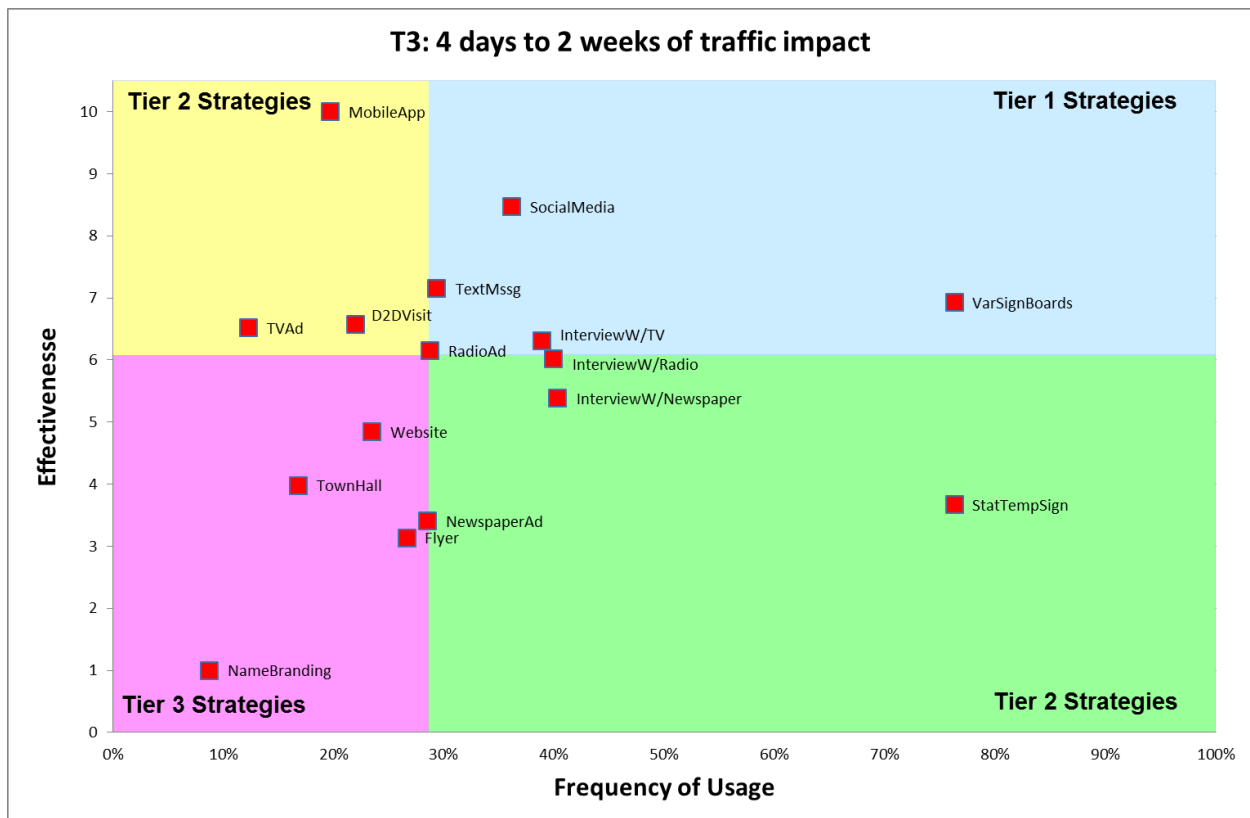 T3: 4 days to 2 weeks of traffic impact
Tier 2 Strategies
Tier 1 Strategies
MobileApp
SocialMedia
TextMssg
VarSignBoards
D2DVisit
TVAd
InterviewW/TV
RadioAd
InterviewW/Radio
InterviewW/Newspaper
Website
TownHall
StatTempSign
NewspaperAd
Flyer
NameBranding
Tier 3 Strategies
Tier 2 Strategies
Effectivenesse
10
9
8
7
6
5
4
3
2
1
0
0% 10% 20% 30% 40% 50% 60% 70% 80% 90% 100%
Frequency of Usage